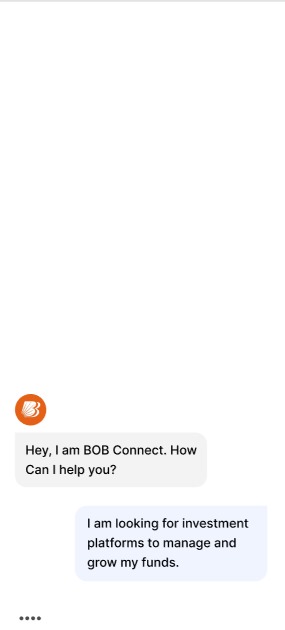 Hey, I am BOB Connect. How
Can I help you?
I am looking for investment
platforms to manage and
grow my funds.